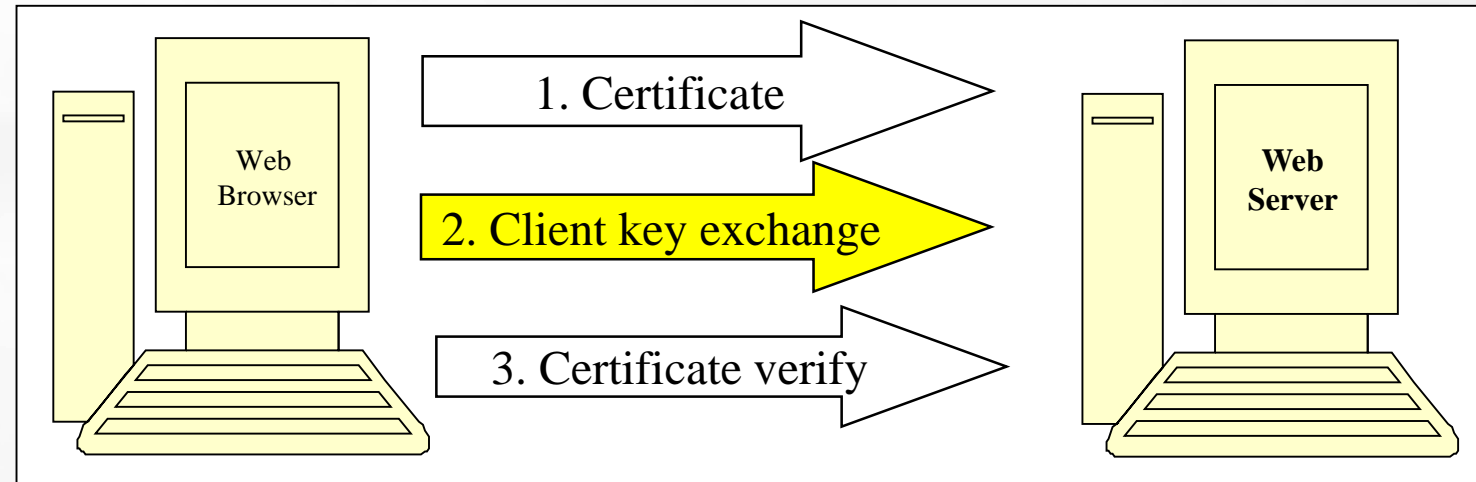 Web
Browser
1. Certificate
2. Client key exchange
3. Certificate verify
Web
Server